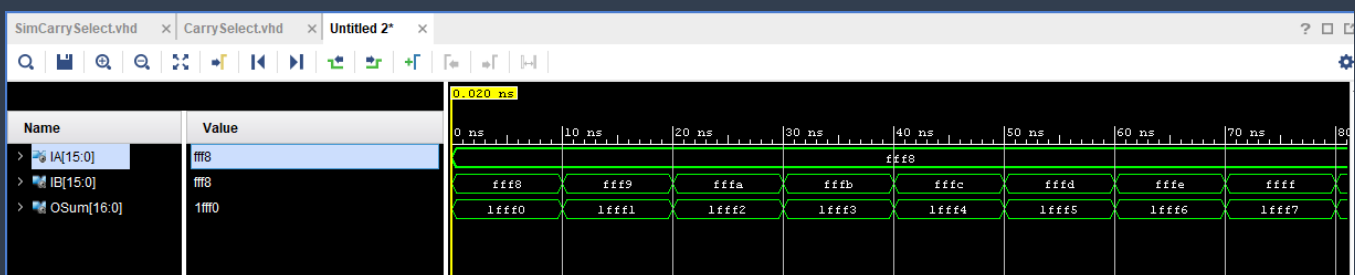 SimCarrySelect.vhd × CarrySelect.vhd × Untitled 2* × ?
0.020 ns
Name Value 0 ns 10 ns 20 ns 30 ns 40 ns 50 ns 60 ns 70 ns 80
IA[15:0] fff8 fff8
IB[15:0] fff8 fff8 fff9 fffa fffb fffc fffd fffe ffff
OSum[16:0] 1fff0 1fff0 1fff1 1fff2 1fff3 1fff4 1fff5 1fff6 1fff7